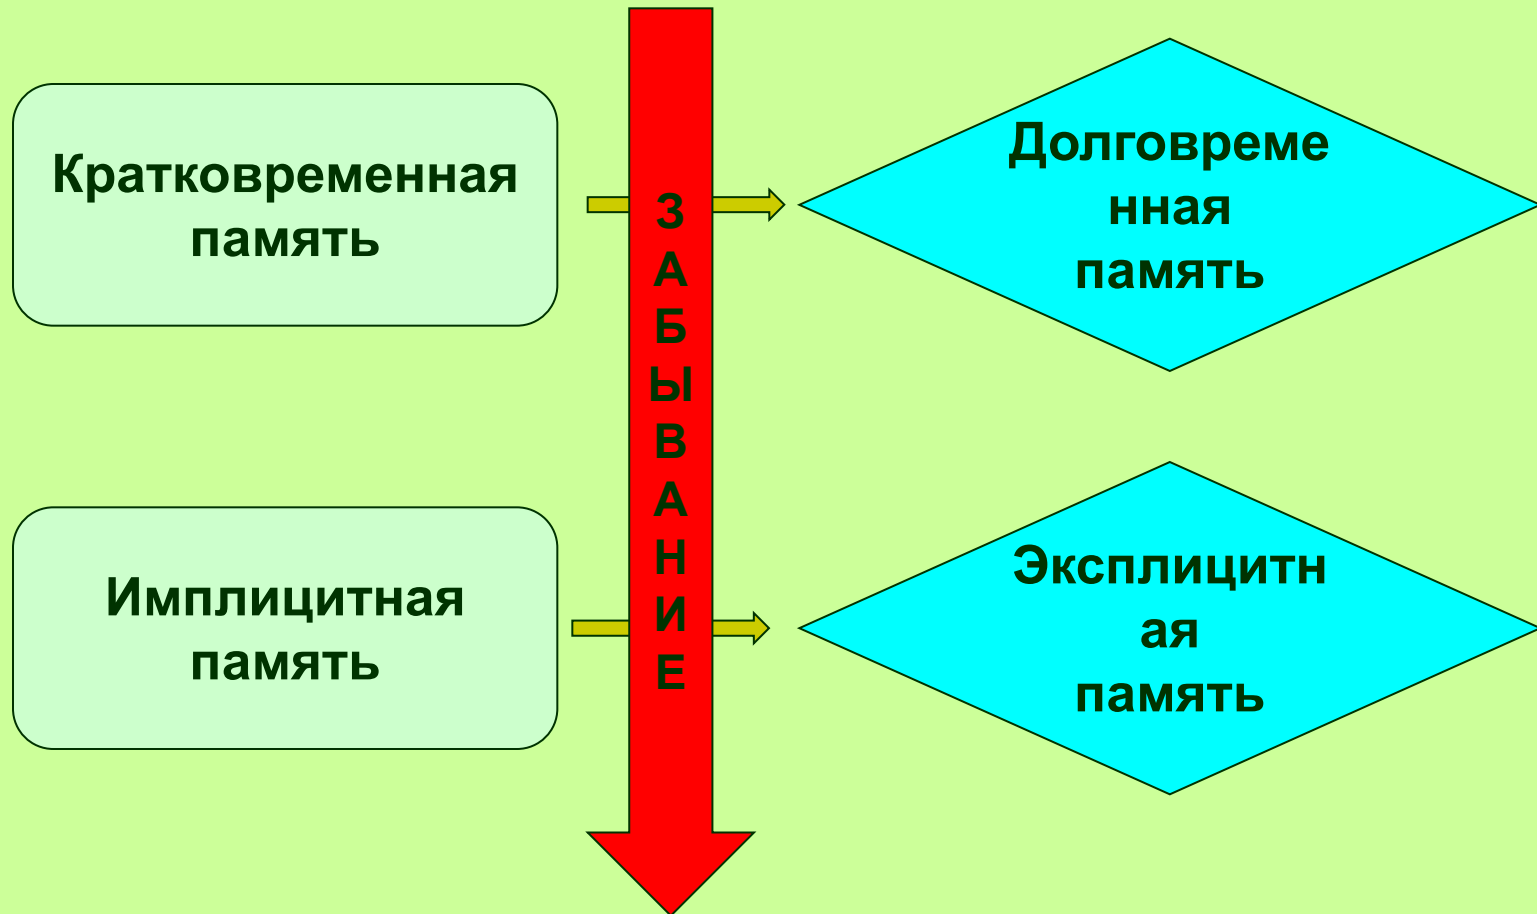 Кратковременная
память
З
А
Б
Ы
В
А
Н
И
Е
Долговреме
нная
память
Имплицитная
память
Эксплицитн
ая
память